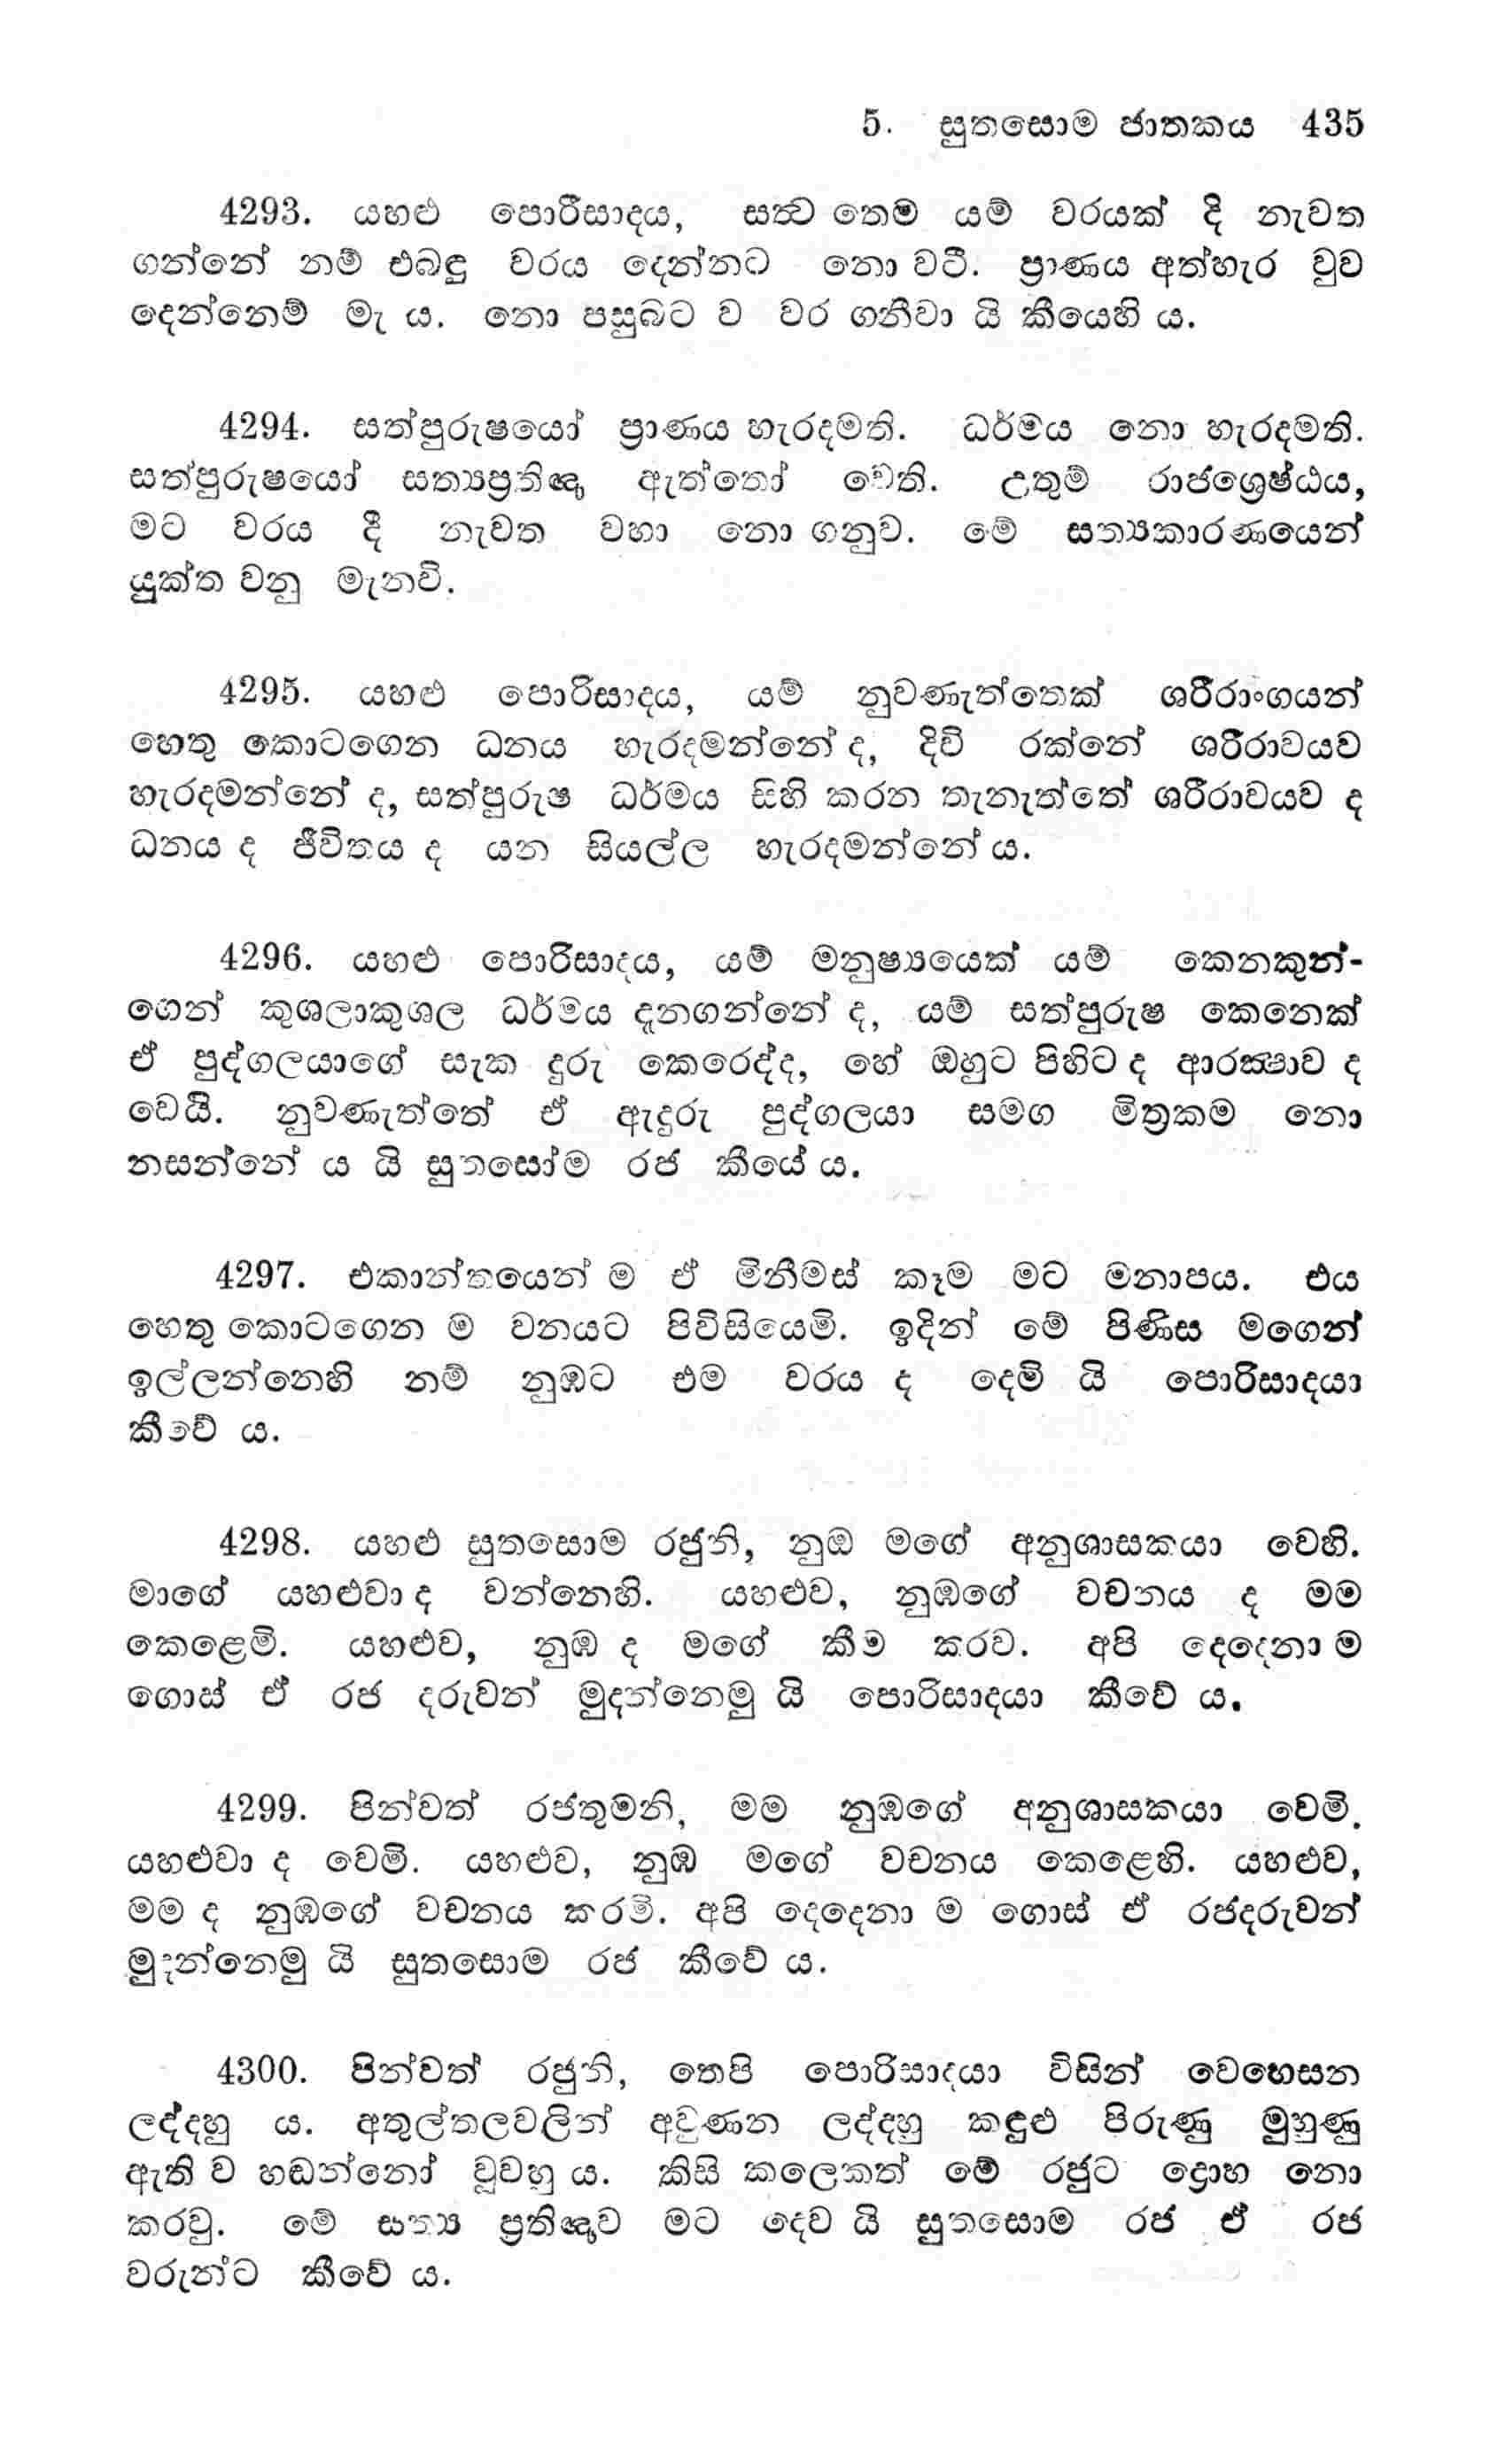 5. සුතසොම ජාතකය 435
4293. යහළු පොරීසාදය, සත්‍ව තෙම යම් වරයක් දි නැවත
ගන්නේ නම් එබඳු වරය දෙන්නට නො වටී. ප්‍රාණය අත්හැර වුව
දෙන්නෙම් මැ ය. නො පසුබට ව වර ගනීවා යි කීයෙහි ය.
4294. සත්පුරුෂයෝ ප්‍රාණය හැරදමති. ධර්මය නො හැරදමති.
සත්පුරුෂයෝ සත්‍යප්‍රතිඥ ඇත්තෝ වෙති. උතුම් රාජශ්‍රෙෂ්ඨය,
මට වරය දී නැවත වහා නො ගනුව. මේ සත්‍යකාරණයෙන්
යුක්ත වනු මැනවි.
4295. යහළු පොරිසාදය, යම් නුවණැත්තෙක් ශරීරාංගයන්
හෙතු කොටගෙන ධනය හැරදමන්නේ ද, දිවි රක්නේ ශරීරාවයව
හැරදමන්නේ ද, සත්පුරුෂ ධර්මය සිහි කරන තැනැත්තේ ශරීරාවයව ද
ධනය ද ජීවිතය ද යන සියල්ල හැරදමන්නේ ය.
4296. යහළු පොරිසාදය, යම් මනුෂ්‍යයෙක් යම් කෙනකුන්-
ගෙන් කුශලාකුශල ධර්මය දැනගන්නේ ද, යම් සත්පුරුෂ කෙනෙක්
ඒ පුද්ගලයාගේ සැක දුරු කෙරෙද්ද, හේ ඔහුට පිහිට ද ආරක්‍ෂාව ද
වෙයි. නුවණැත්තේ ඒ ඇදුරු පුද්ගලයා සමග මිත්‍රකම නො
නසන්නේ ය යි සුතසෝම රජ කීයේ ය.
4297. එකාන්තයෙන් ම ඒ මිනීමස් කෑම මට මනාපය. එය
හෙතු කොටගෙන ම වනයට පිවිසියෙමි. ඉදින් මේ පිණිස මගෙන්
ඉල්ලන්නෙහි නම් නුඹට එම වරය ද දෙමි යි පොරිසාදයා
කීවේ ය.
4298. යහළු සුතසොම රජුනි, නුඹ මගේ අනුශාසකයා වෙහි.
මාගේ යහළුවා ද වන්නෙහි. යහළුව, නුඹගේ වචනය ද මම
කෙළෙමි. යහළුව, නුඹ ද මගේ කීම කරව. අපි දෙදෙනා ම
ගොස් ඒ රජ දරුවන් මුදන්නෙමු යි පොරිසාදයා කීවේ ය.
4299. පින්වත් රජතුමනි, මම නුඹගේ අනුශාසකයා වෙමි.
යහළුවා ද වෙමි. යහළුව, නුඹ මගේ වචනය කෙළෙහි. යහළුව,
මම ද නුඹගේ වචනය කරමි. අපි දෙදෙනා ම ගොස් ඒ රජදරුවන්
මුදන්නෙමු යි සුතසොම රජ කීවේ ය.
4300. පින්වත් රජුනි, තෙපි පොරිසාදයා විසින් වෙහෙසන
ලද්දහු ය. අතුල්තලවලින් අවුණන ලද්දහු කඳුළු පිරුණු මුහුණු
ඇති ව හඬන්නෝ වූවහු ය. කිසි කලෙකත් මේ රජුට ද්‍රොහ නො
කරවු. මේ සත්‍ය ප්‍රතිඥව මට දෙව යි සුතසොම රජ ඒ රජ
වරුන්ට කීවේ ය.